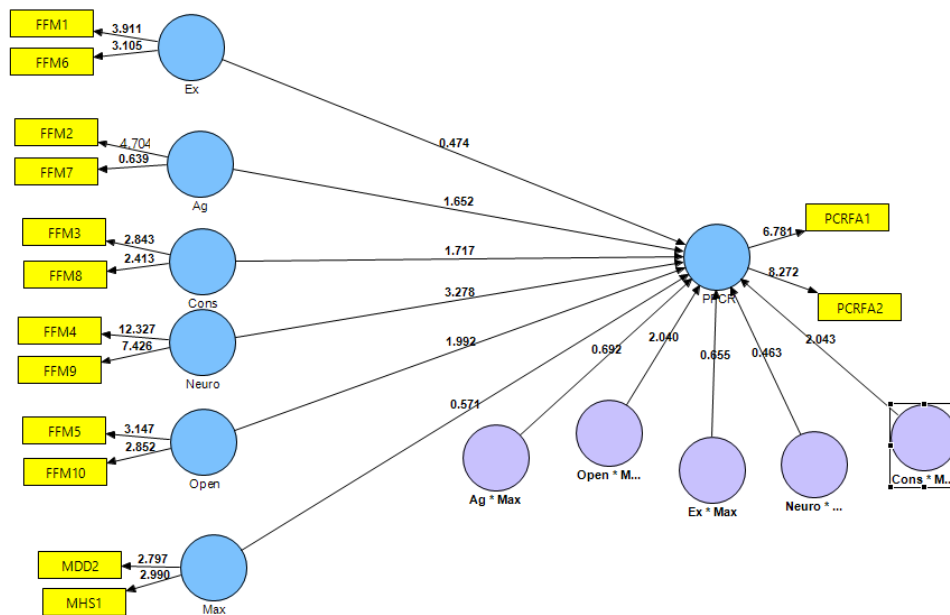 FFM1
3.911
3.105
FFM6
Ex
0.474
FFM2
4.704
0.639
FFM7
Ag
1.652
PCRFA1
6.781
FFM3
2.843
2.413
FFM8
Cons
1.717
8.272
PCRFA2
FFM4
12.327
7.426
FFM9
Neuro
3.278
2.040
0.692
0.655
0.463
2.043
1.992
0.571
FFM5
3.147
2.852
FFM10
Open
Ag * Max
Open * M...
Ex * Max
Neuro * ...
Cons * M...
MDD2
2.797
2.990
MHS1
Max